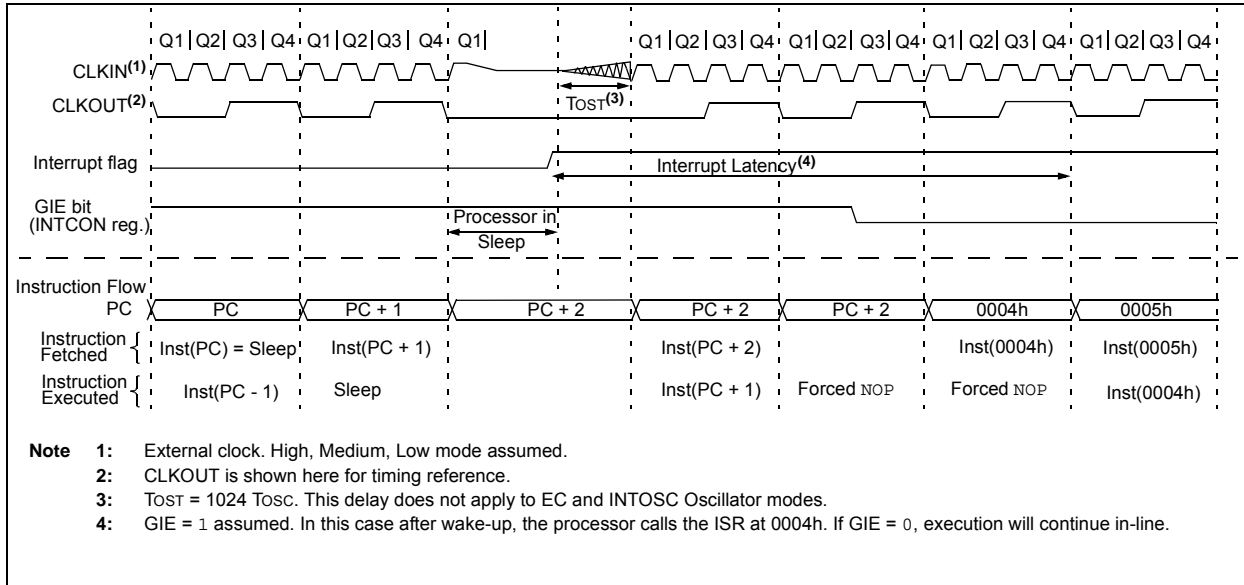 Q1 | Q2 | Q3 | Q4 Q1 | Q2 | Q3 | Q4 Q1 | Q1 | Q2 | Q3 | Q4 Q1 | Q2 | Q3 | Q4 Q1 | Q2 | Q3 | Q4 Q1 | Q2 | Q3 | Q4
CLKIN(1)
CLKOUT(2)
TOST(3)
Interrupt flag
Interrupt Latency(4)
GIE bit
(INTCON reg.)
Processor in
Sleep
Instruction Flow
PC PC PC + 1 PC + 2 PC + 2 PC + 2 0004h 0005h
Instruction
Fetched
Inst(PC) = Sleep Inst(PC + 1) Inst(PC + 2) Inst(0004h) Inst(0005h)
Instruction
Executed
Inst(PC - 1) Sleep Inst(PC + 1) Forced NOP Forced NOP Inst(0004h)
Note 1: External clock. High, Medium, Low mode assumed.
2: CLKOUT is shown here for timing reference.
3: TOST = 1024 TOSC. This delay does not apply to EC and INTOSC Oscillator modes.
4: GIE = 1 assumed. In this case after wake-up, the processor calls the ISR at 0004h. If GIE = 0, execution will continue in-line.